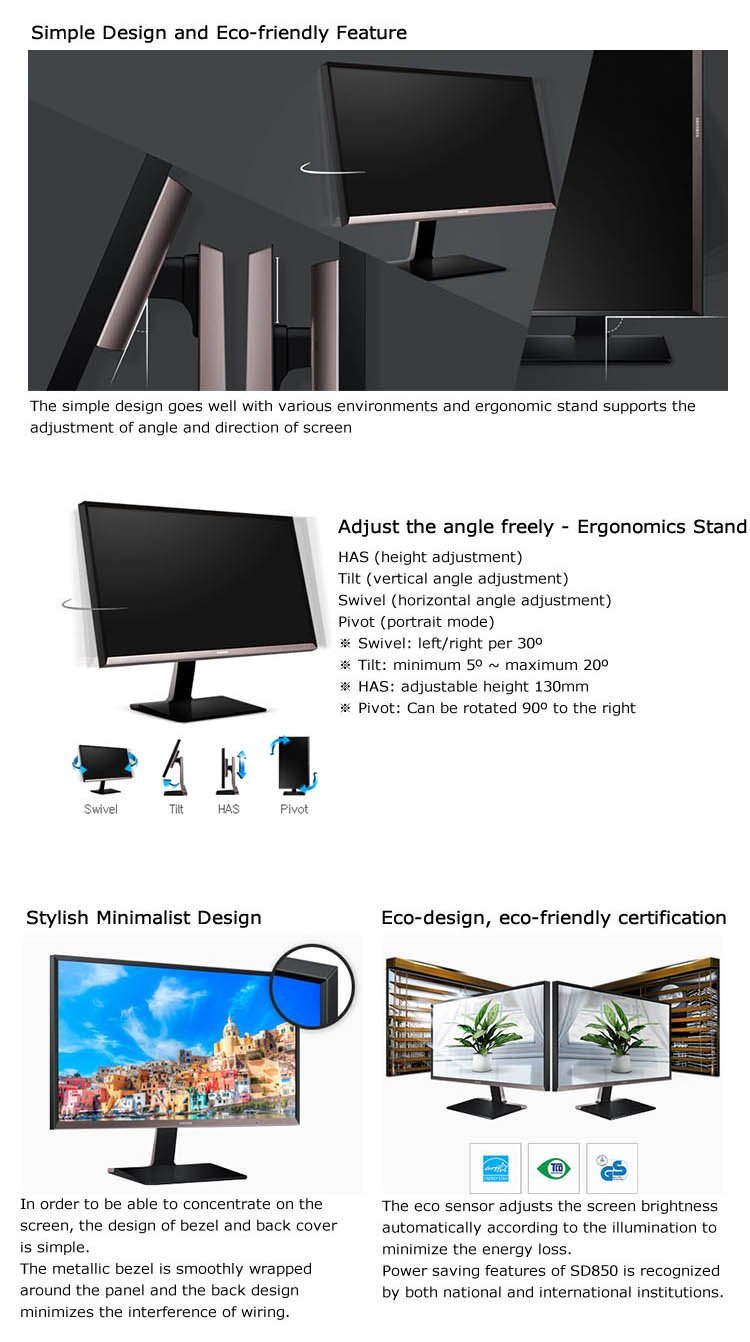 Simple Design and Eco-friendly Feature
The simple design goes well with various environments and ergonomic stand supports the
adjustment of angle and direction of screen
Adjust the angle freely - Ergonomics Stand
HAS (height adjustment)
Tilt (vertical angle adjustment)
Swivel (horizontal angle adjustment)
Pivot (portrait mode)
※ Swivel: left/right per 30º
※ Tilt: minimum 5º ~ maximum 20º
※ HAS: adjustable height 130mm
※ Pivot: Can be rotated 90º to the right
Swivel Tilt HAS Pivot
Stylish Minimalist Design
In order to be able to concentrate on the
screen, the design of bezel and back cover
is simple.
The metallic bezel is smoothly wrapped
around the panel and the back design
minimizes the interference of wiring.
Eco-design, eco-friendly certification
TCO
GS
The eco sensor adjusts the screen brightness
automatically according to the illumination to
minimize the energy loss.
Power saving features of SD850 is recognized
by both national and international institutions.